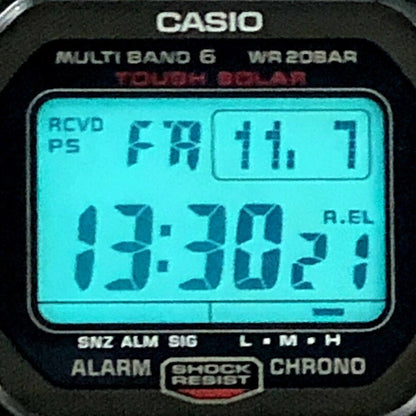 CASIO
MULTI BAND 6 WR20BAR
TOUGH SOLAR
RCVD
PS FR 11. 7
A.EL
13:30 21
SNZ ALM SIG L • M • H
ALARM SHOCK RESIST CHRONO